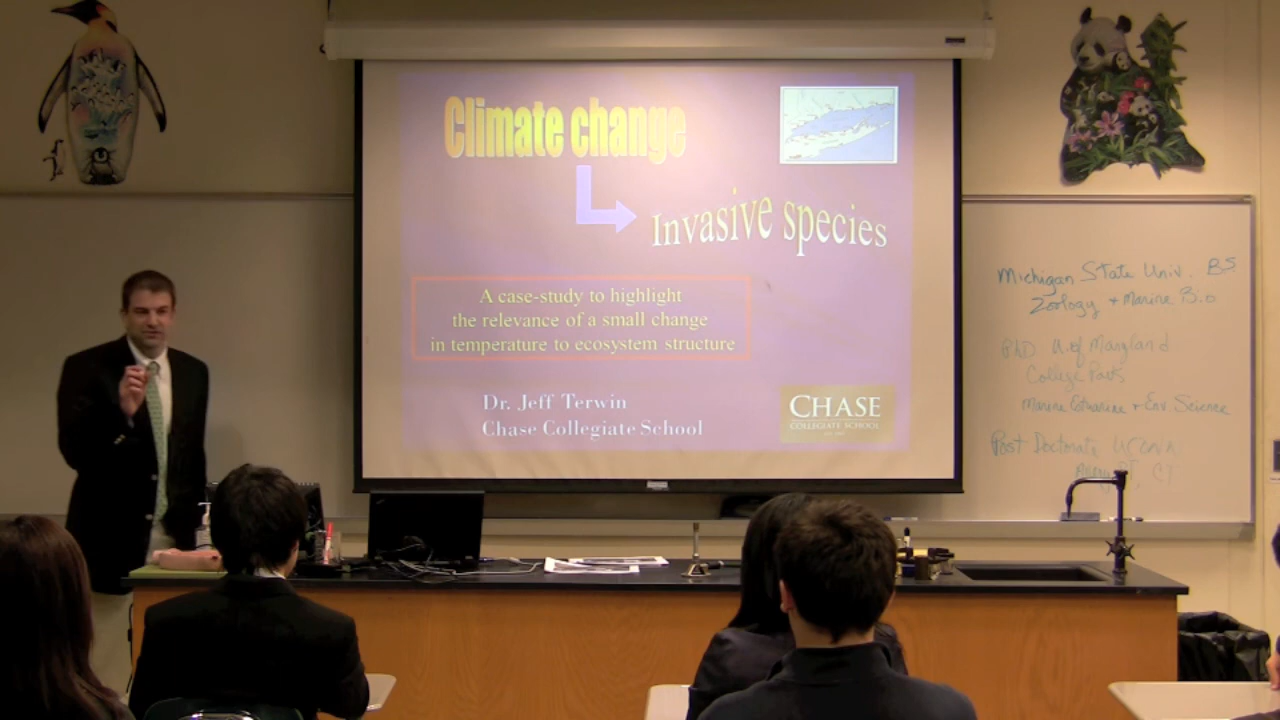 Climate change
Invasive species
A case-study to highlight
the relevance of a small change
in temperature to ecosystem structure
Dr. Jeff Terwin
Chase Collegiate School
CHASE
COLLEGIATE SCHOOL
Michigan State Univ. BS
Zoology + Marine Bio
PhD U. of Maryland
College Park
Marine Estuarine + Env. Science
Post Doctorate UConn
CT